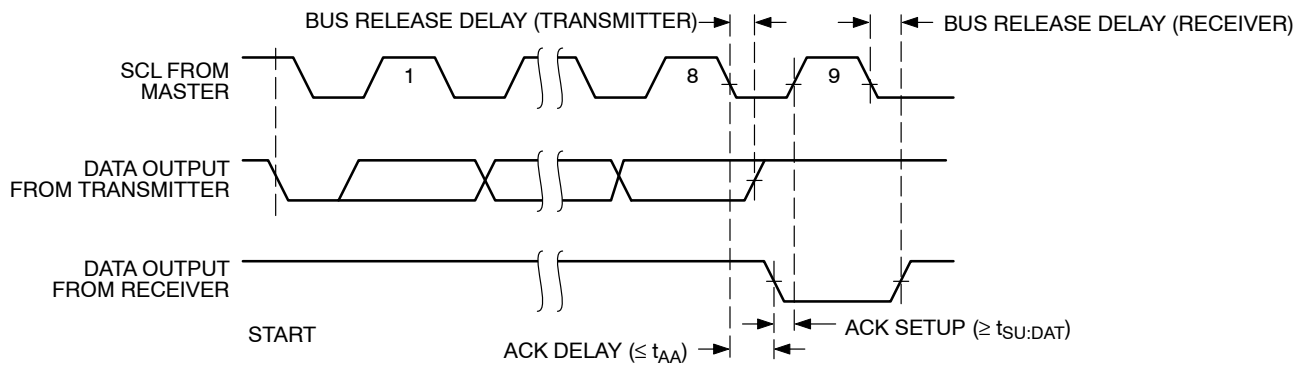 BUS RELEASE DELAY (TRANSMITTER)
BUS RELEASE DELAY (RECEIVER)
SCL FROM
MASTER
1
8
9
DATA OUTPUT
FROM TRANSMITTER
DATA OUTPUT
FROM RECEIVER
START
ACK SETUP (≥ tSU:DAT)
ACK DELAY (≤ tAA)